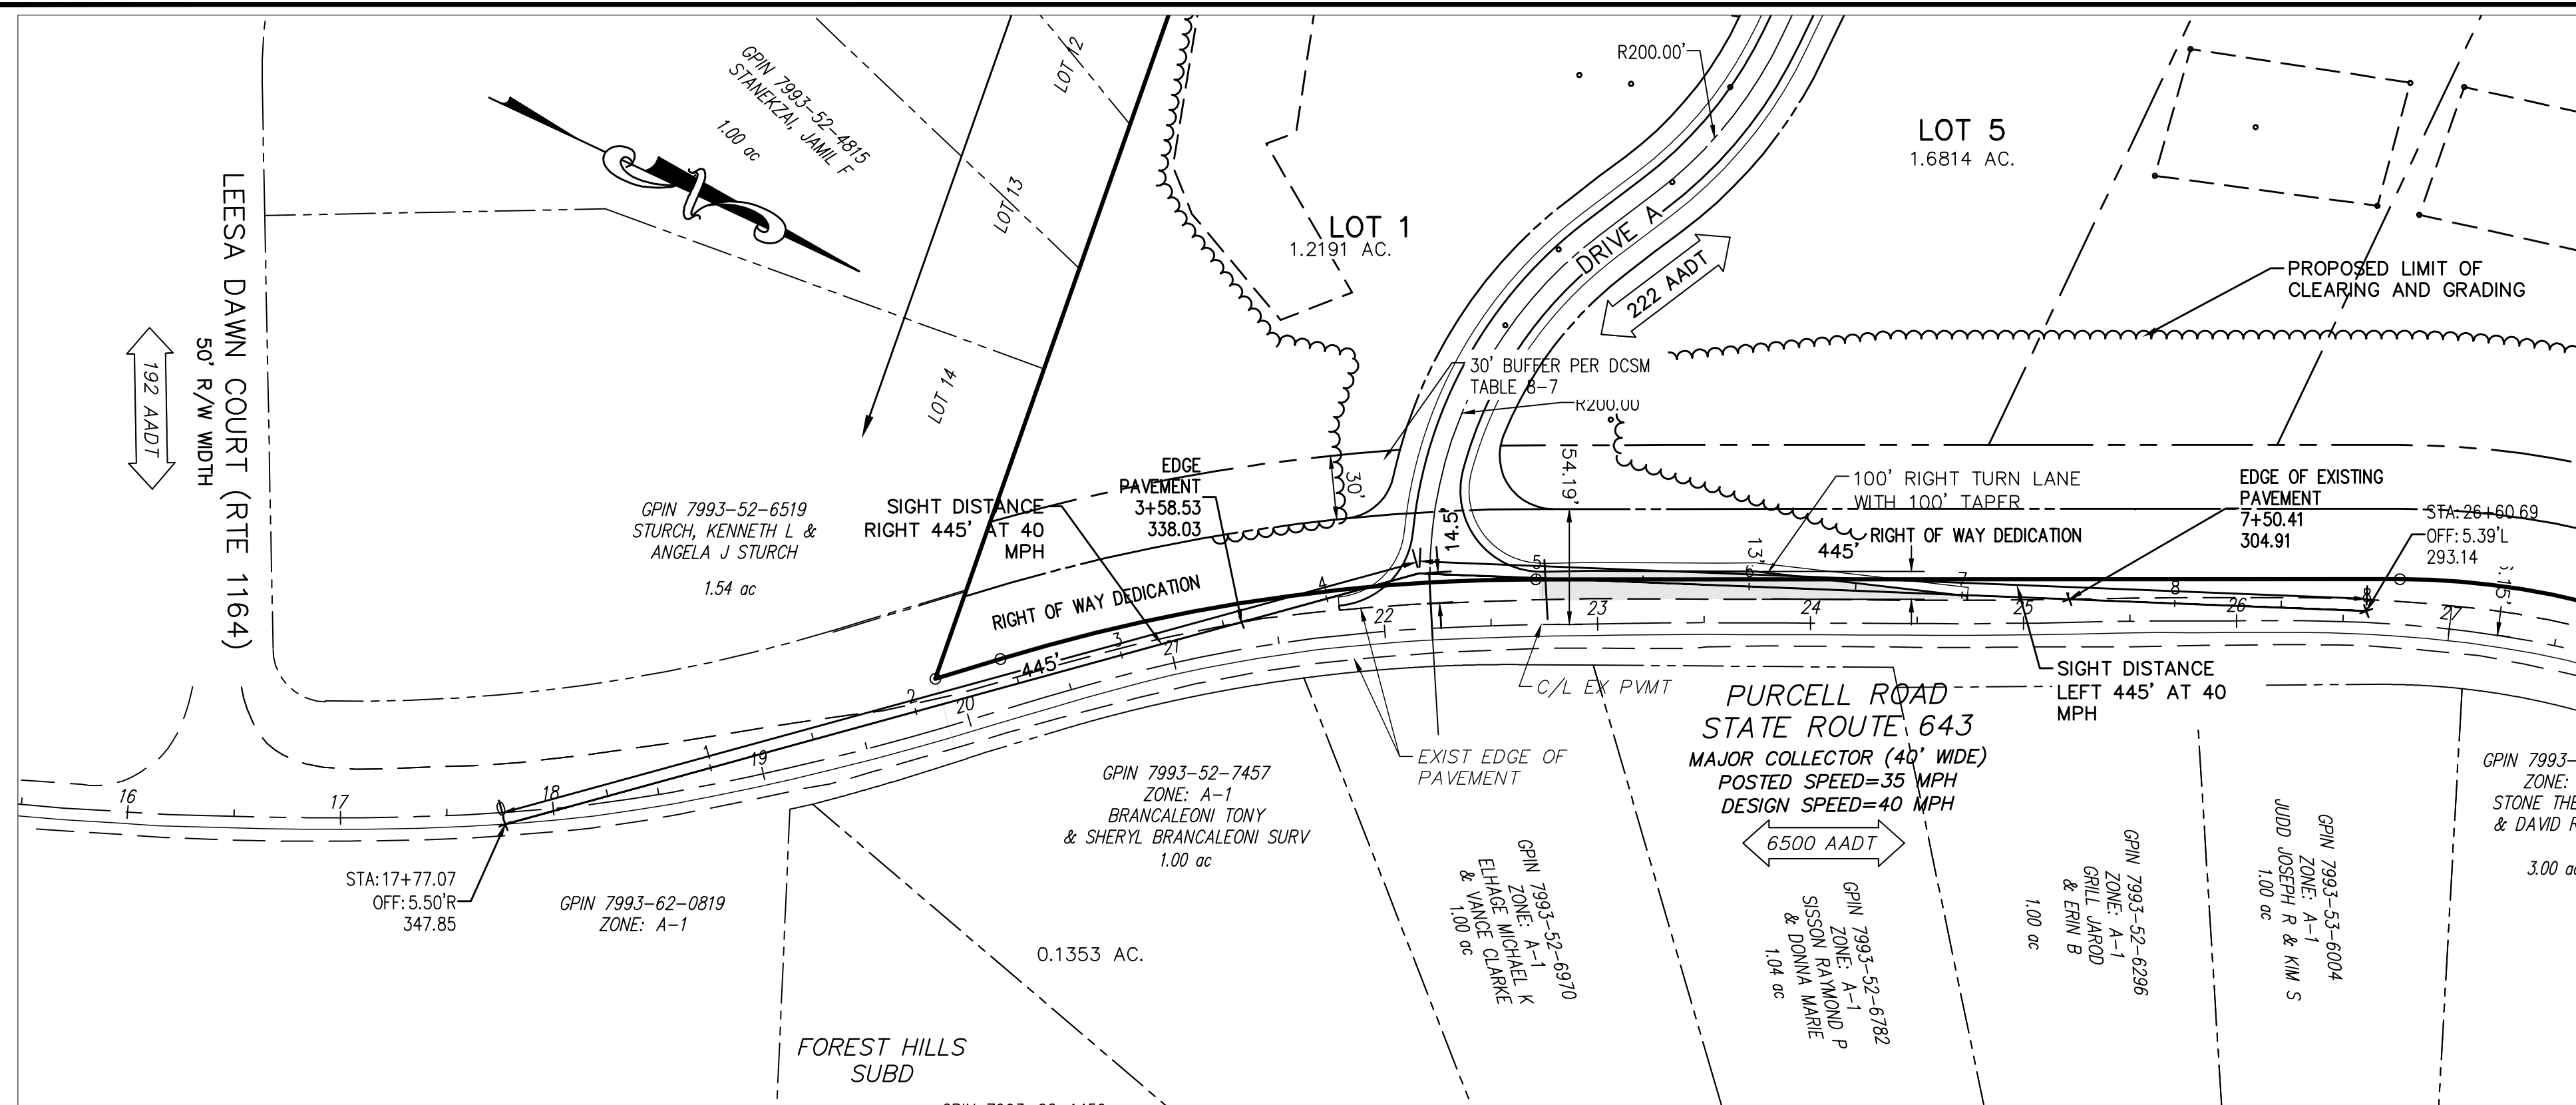 LEESA DAWN COURT (RTE 1164)
50' R/W WIDTH
192 AADT
GPIN 7993-52-4815
STANEKZAI, JAMIL F
1.00 ac
LOT 12
LOT 13
LOT 14
LOT 1
1.2191 AC.
R200.00'
DRIVE A
222 AADT
LOT 5
1.6814 AC.
PROPOSED LIMIT OF
CLEARING AND GRADING
30' BUFFER PER DCSM
TABLE 8-7
R200.00
GPIN 7993-52-6519
STURCH, KENNETH L &
ANGELA J STURCH
1.54 ac
SIGHT DISTANCE
RIGHT 445' AT 40
MPH
EDGE
PAVEMENT
3+58.53
338.03
30'
14.5'
54.19'
100' RIGHT TURN LANE
WITH 100' TAPER
RIGHT OF WAY DEDICATION
445'
13'
EDGE OF EXISTING
PAVEMENT
7+50.41
304.91
STA: 26+60.69
OFF: 5.39'L
293.14
RIGHT OF WAY DEDICATION
445'
0
1
2
3
4
5
6
7
8
16
17
18
19
20
21
22
23
24
25
26
27
C/L EX PVMT
EXIST EDGE OF
PAVEMENT
PURCELL ROAD
STATE ROUTE 643
MAJOR COLLECTOR (40' WIDE)
POSTED SPEED=35 MPH
DESIGN SPEED=40 MPH
6500 AADT
SIGHT DISTANCE
LEFT 445' AT 40
MPH
STA: 17+77.07
OFF: 5.50'R
347.85
GPIN 7993-62-0819
ZONE: A-1
GPIN 7993-52-7457
ZONE: A-1
BRANCALEONI TONY
& SHERYL BRANCALEONI SURV
1.00 ac
0.1353 AC.
FOREST HILLS
SUBD
GPIN 7993-52-6970
ZONE: A-1
ELHAGE MICHAEL K
& VANCE CLARKE
1.00 ac
GPIN 7993-52-6782
ZONE: A-1
SISSON RAYMOND P
& DONNA MARIE
1.04 ac
GPIN 7993-52-6296
ZONE: A-1
GRILL JAROD
& ERIN B
1.00 ac
GPIN 7993-53-6004
ZONE: A-1
JUDD JOSEPH R & KIM S
1.00 ac
GPIN 7993-
ZONE:
STONE THE
& DAVID R
3.00 ac